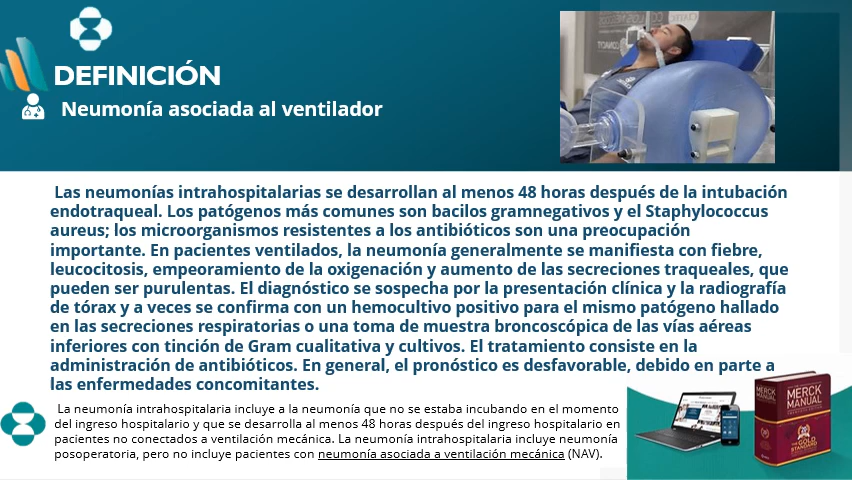 DEFINICIÓN
Neumonía asociada al ventilador
Las neumonías intrahospitalarias se desarrollan al menos 48 horas después de la intubación
endotraqueal. Los patógenos más comunes son bacilos gramnegativos y el Staphylococcus
aureus; los microorganismos resistentes a los antibióticos son una preocupación
importante. En pacientes ventilados, la neumonía generalmente se manifiesta con fiebre,
leucocitosis, empeoramiento de la oxigenación y aumento de las secreciones traqueales, que
pueden ser purulentas. El diagnóstico se sospecha por la presentación clínica y la radiografía
de tórax y a veces se confirma con un hemocultivo positivo para el mismo patógeno hallado
en las secreciones respiratorias o una toma de muestra broncoscópica de las vías aéreas
inferiores con tinción de Gram cualitativa y cultivos. El tratamiento consiste en la
administración de antibióticos. En general, el pronóstico es desfavorable, debido en parte a
las enfermedades concomitantes.
La neumonía intrahospitalaria incluye a la neumonía que no se estaba incubando en el momento
del ingreso hospitalario y que se desarrolla al menos 48 horas después del ingreso hospitalario en
pacientes no conectados a ventilación mecánica. La neumonía intrahospitalaria incluye neumonía
posoperatoria, pero no incluye pacientes con neumonía asociada a ventilación mecánica (NAV).
MERCK
MANUAL
THE GOLD
STANDARD